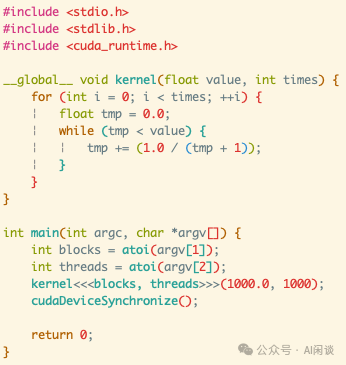 #include <stdio.h>
#include <stdlib.h>
#include <cuda_runtime.h>

__global__ void kernel(float value, int times) {
    for (int i = 0; i < times; ++i) {
    ¦   float tmp = 0.0;
    ¦   while (tmp < value) {
    ¦   ¦   tmp += (1.0 / (tmp + 1));
    ¦   }
    }
}

int main(int argc, char *argv[]) {
    int blocks = atoi(argv[1]);
    int threads = atoi(argv[2]);
    kernel<<<blocks, threads>>>(1000.0, 1000);
    cudaDeviceSynchronize();

    return 0;
}
公众号 · AI闲谈